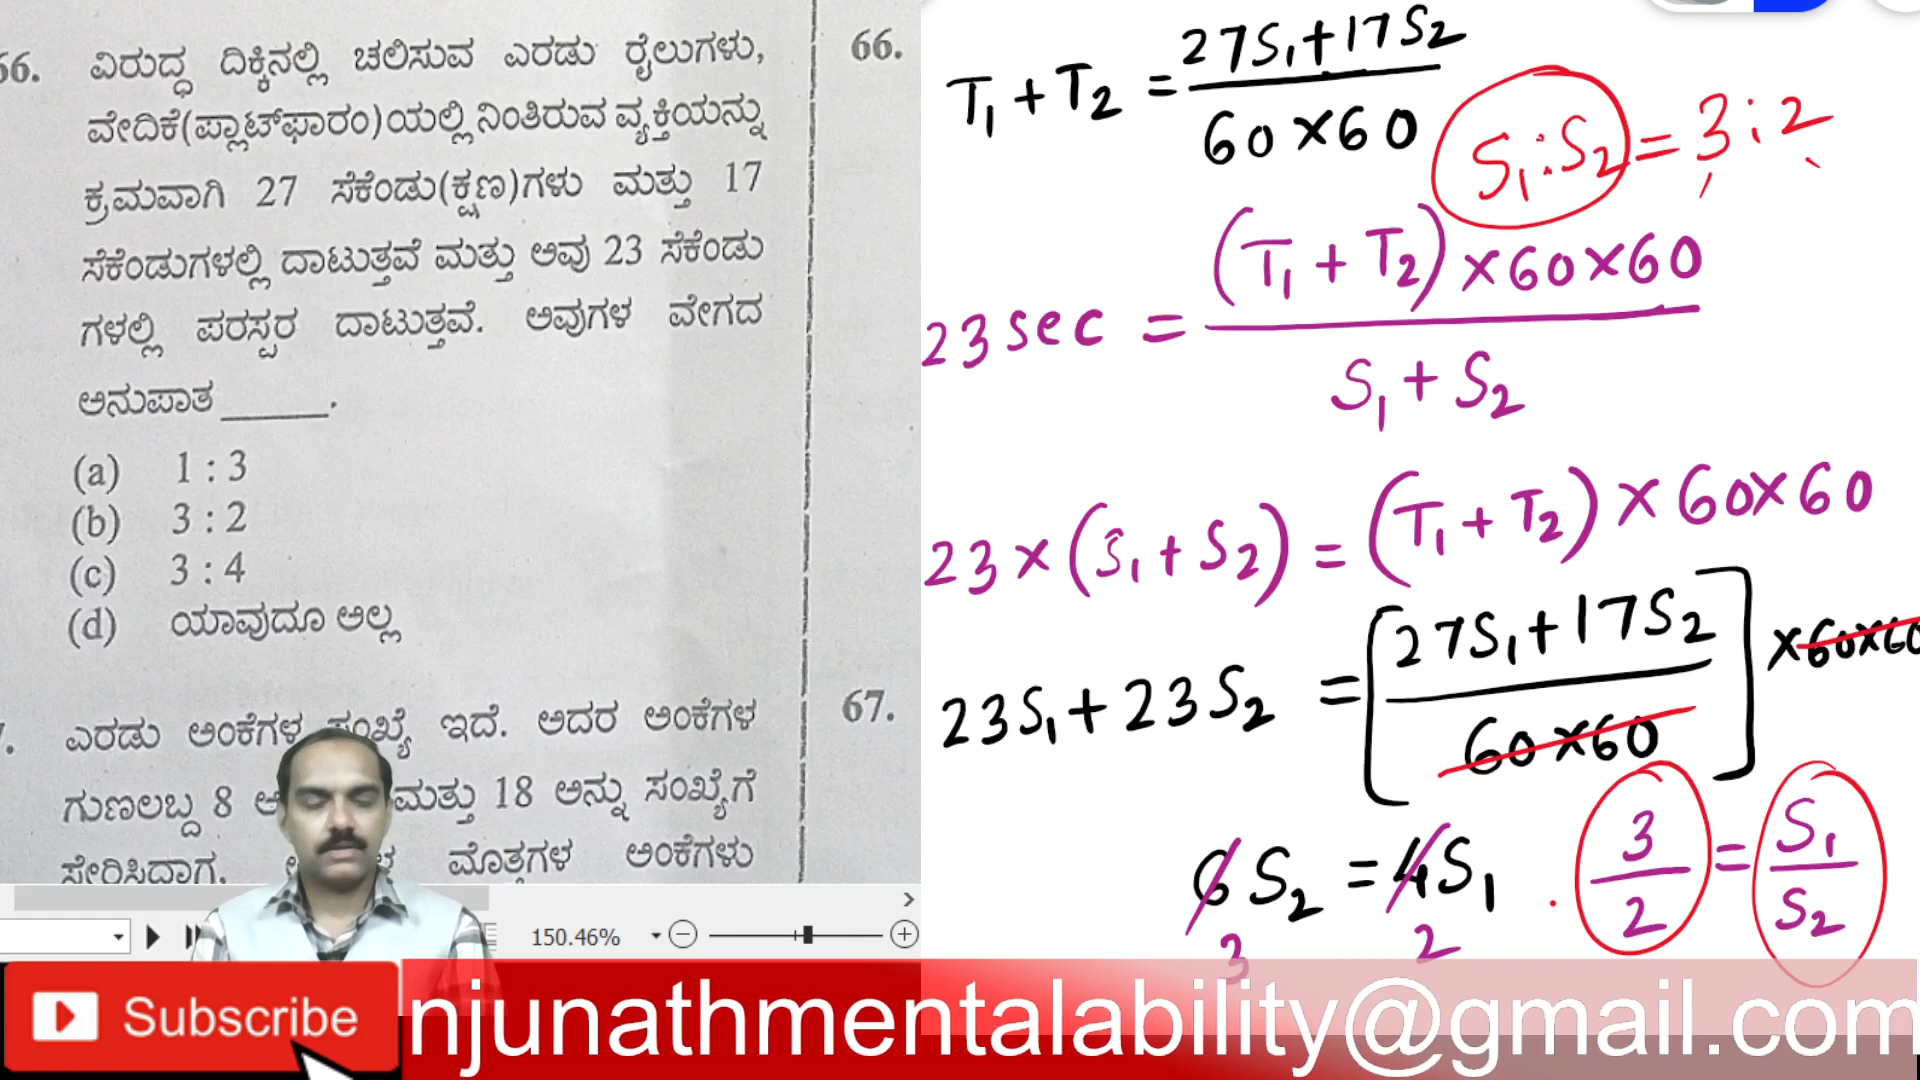 66. ವಿರುದ್ಧ ದಿಕ್ಕಿನಲ್ಲಿ ಚಲಿಸುವ ಎರಡು ರೈಲುಗಳು,
ವೇದಿಕೆ(ಪ್ಲಾಟ್‌ಫಾರಂ)ಯಲ್ಲಿ ನಿಂತಿರುವ ವ್ಯಕ್ತಿಯನ್ನು
ಕ್ರಮವಾಗಿ 27 ಸೆಕೆಂಡು(ಕ್ಷಣ)ಗಳು ಮತ್ತು 17
ಸೆಕೆಂಡುಗಳಲ್ಲಿ ದಾಟುತ್ತವೆ ಮತ್ತು ಅವು 23 ಸೆಕೆಂಡು
ಗಳಲ್ಲಿ ಪರಸ್ಪರ ದಾಟುತ್ತವೆ. ಅವುಗಳ ವೇಗದ
ಅನುಪಾತ _____.
(a) 1 : 3
(b) 3 : 2
(c) 3 : 4
(d) ಯಾವುದೂ ಅಲ್ಲ
ಎರಡು ಅಂಕೆಗಳ ಸಂಖ್ಯೆ ಇದೆ. ಅದರ ಅಂಕೆಗಳ
ಗುಣಲಬ್ದ 8 ಮತ್ತು 18 ಅನ್ನು ಸಂಖ್ಯೆಗೆ
ಸೇರಿಸಿದಾಗ, ಮೊತ್ತಗಳ ಅಂಕೆಗಳು
66.
67.
T₁ + T₂ = (27S₁ + 17S₂) / (60 × 60)
S₁ : S₂ = 3 : 2
23 sec = ((T₁ + T₂) × 60 × 60) / (S₁ + S₂)
23 × (S₁ + S₂) = (T₁ + T₂) × 60 × 60
23S₁ + 23S₂ = [(27S₁ + 17S₂) / (60 × 60)] × 60 × 60
6S₂ = 4S₁
3 2
3/2 = S₁/S₂
150.46%
Subscribe
njunathmentalability@gmail.com